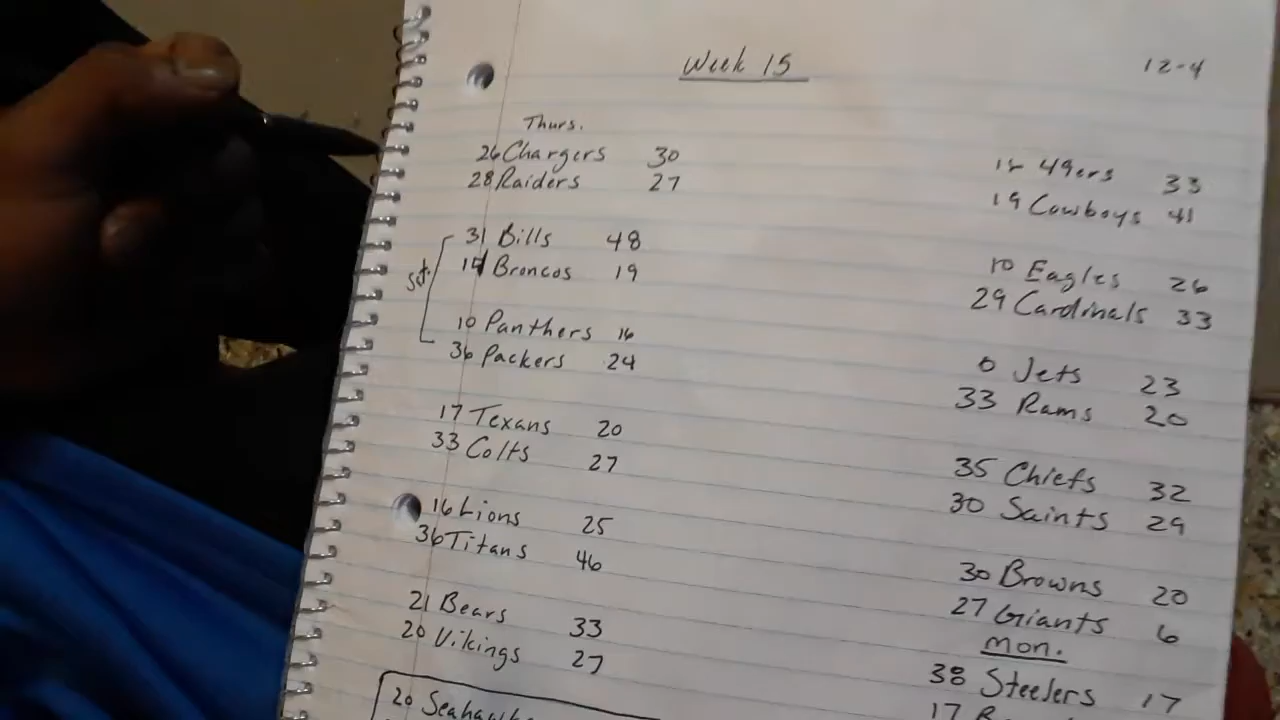 Week 15
12-4
Thurs.
26 Chargers 30
28 Raiders 27
31 Bills 48
Broncos 19
10 Panthers 16
36 Packers 24
17 Texans 20
33 Colts 27
16 Lions 25
36 Titans 46
21 Bears 33
20 Vikings 27
20
49ers 33
19 Cowboys 41
10 Eagles 26
29 Cardinals 33
0 Jets 23
33 Rams 20
35 Chiefs 32
30 Saints 29
30 Browns 20
27 Giants 6
Mon.
38 Steelers 17
17